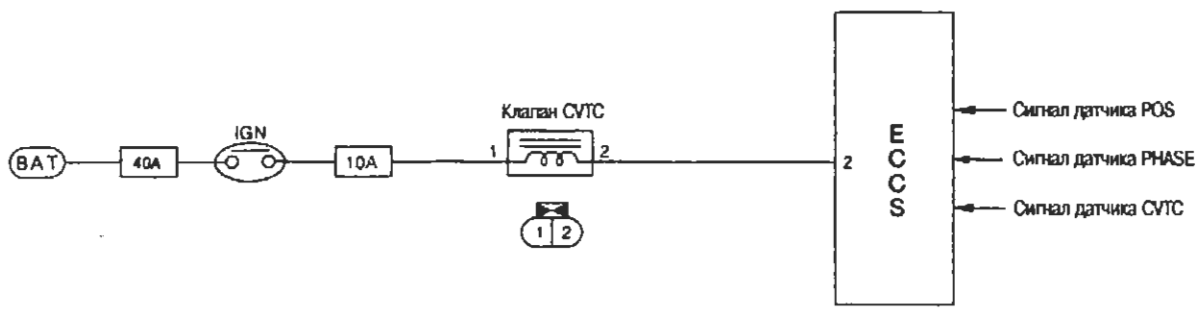 Клапан CVTC
IGN
BAT
40A
10A
1
2
1 2
2
ECCS
Сигнал датчика POS
Сигнал датчика PHASE
Сигнал датчика CVTC